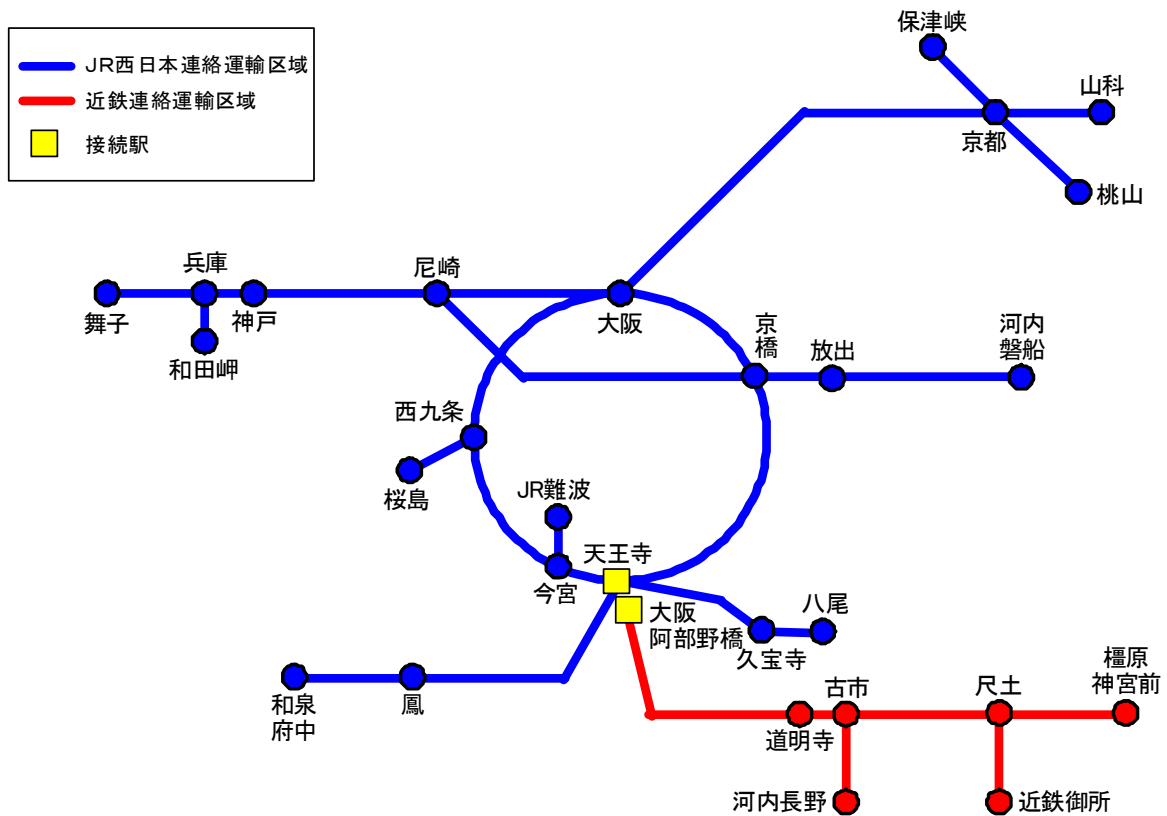 JR西日本連絡運輸区域
近鉄連絡運輸区域
接続駅
保津峡
山科
京都
桃山
兵庫
尼崎
舞子
神戸
大阪
京
橋
放出
河内
磐船
和田岬
西九条
桜島
JR難波
天王寺
今宮
大阪
阿部野橋
八尾
久宝寺
和泉
府中
鳳
古市
尺土
橿原
神宮前
道明寺
河内長野
近鉄御所